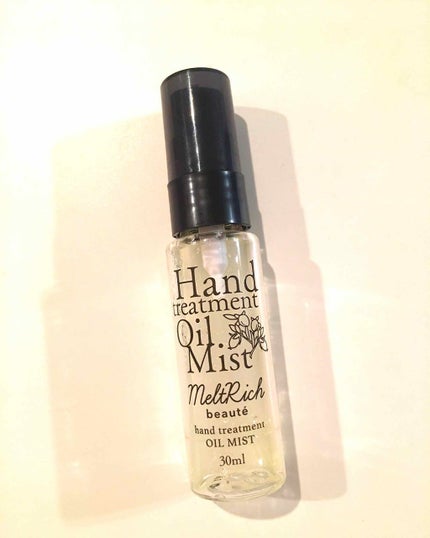 Hand
treatment
Oil
Mist
MeltRich
beauté
hand treatment
OIL MIST
30ml